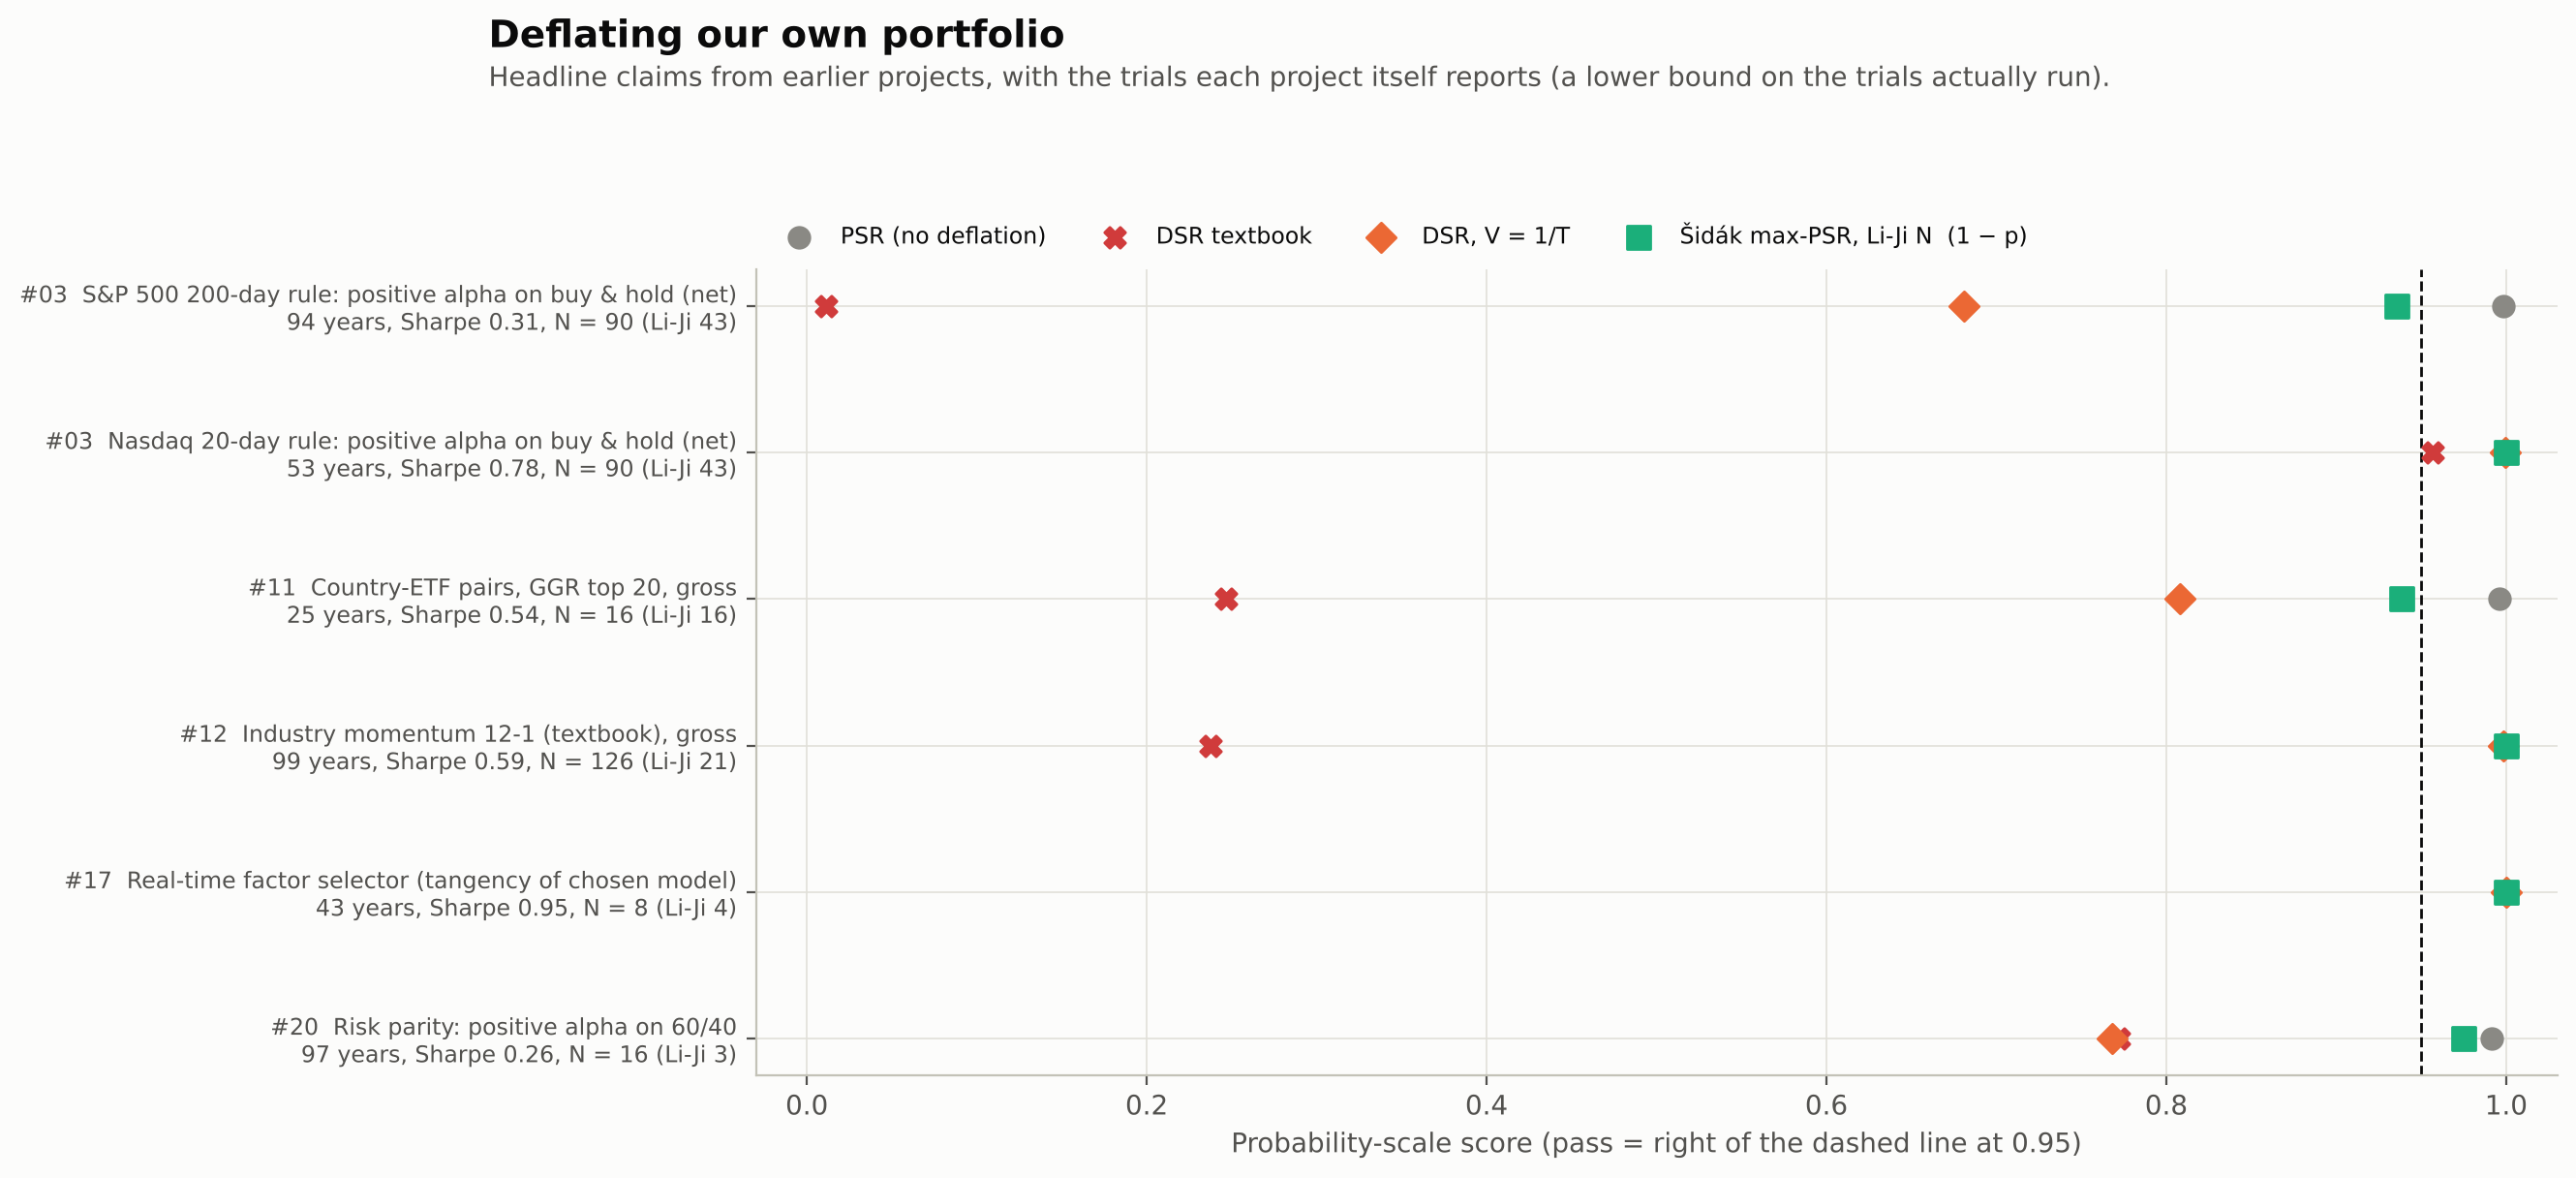 Deflating our own portfolio
Headline claims from earlier projects, with the trials each project itself reports (a lower bound on the trials actually run).
PSR (no deflation)
DSR textbook
DSR, V = 1/T
Šidák max-PSR, Li-Ji N (1 − p)
#03 S&P 500 200-day rule: positive alpha on buy & hold (net)
94 years, Sharpe 0.31, N = 90 (Li-Ji 43)
#03 Nasdaq 20-day rule: positive alpha on buy & hold (net)
53 years, Sharpe 0.78, N = 90 (Li-Ji 43)
#11 Country-ETF pairs, GGR top 20, gross
25 years, Sharpe 0.54, N = 16 (Li-Ji 16)
#12 Industry momentum 12-1 (textbook), gross
99 years, Sharpe 0.59, N = 126 (Li-Ji 21)
#17 Real-time factor selector (tangency of chosen model)
43 years, Sharpe 0.95, N = 8 (Li-Ji 4)
#20 Risk parity: positive alpha on 60/40
97 years, Sharpe 0.26, N = 16 (Li-Ji 3)
0.0 0.2 0.4 0.6 0.8 1.0
Probability-scale score (pass = right of the dashed line at 0.95)